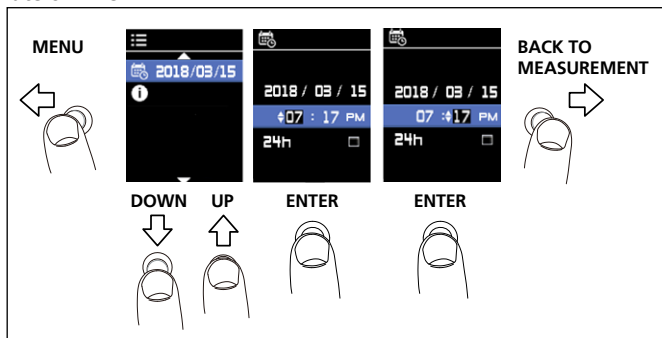 MENU
2018/03/15
i
2018 / 03 / 15
07 : 17 PM
24h
2018 / 03 / 15
07 : 17 PM
24h
BACK TO
MEASUREMENT
DOWN UP ENTER ENTER